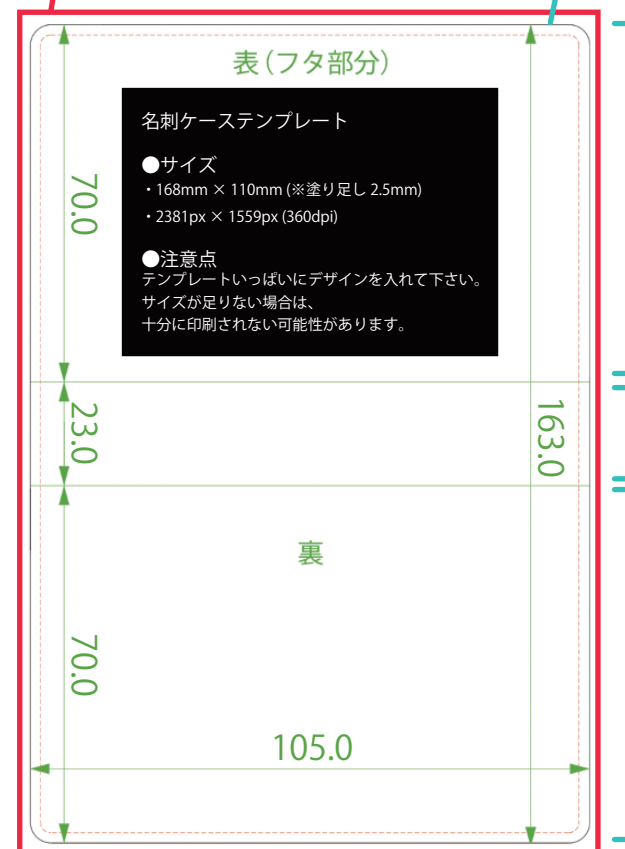 表(フタ部分)
名刺ケーステンプレート
●サイズ
・168mm × 110mm (※塗り足し 2.5mm)
・2381px × 1559px (360dpi)
●注意点
テンプレートいっぱいにデザインを入れて下さい。
サイズが足りない場合は、
十分に印刷されない可能性があります。
70.0
23.0
163.0
裏
70.0
105.0